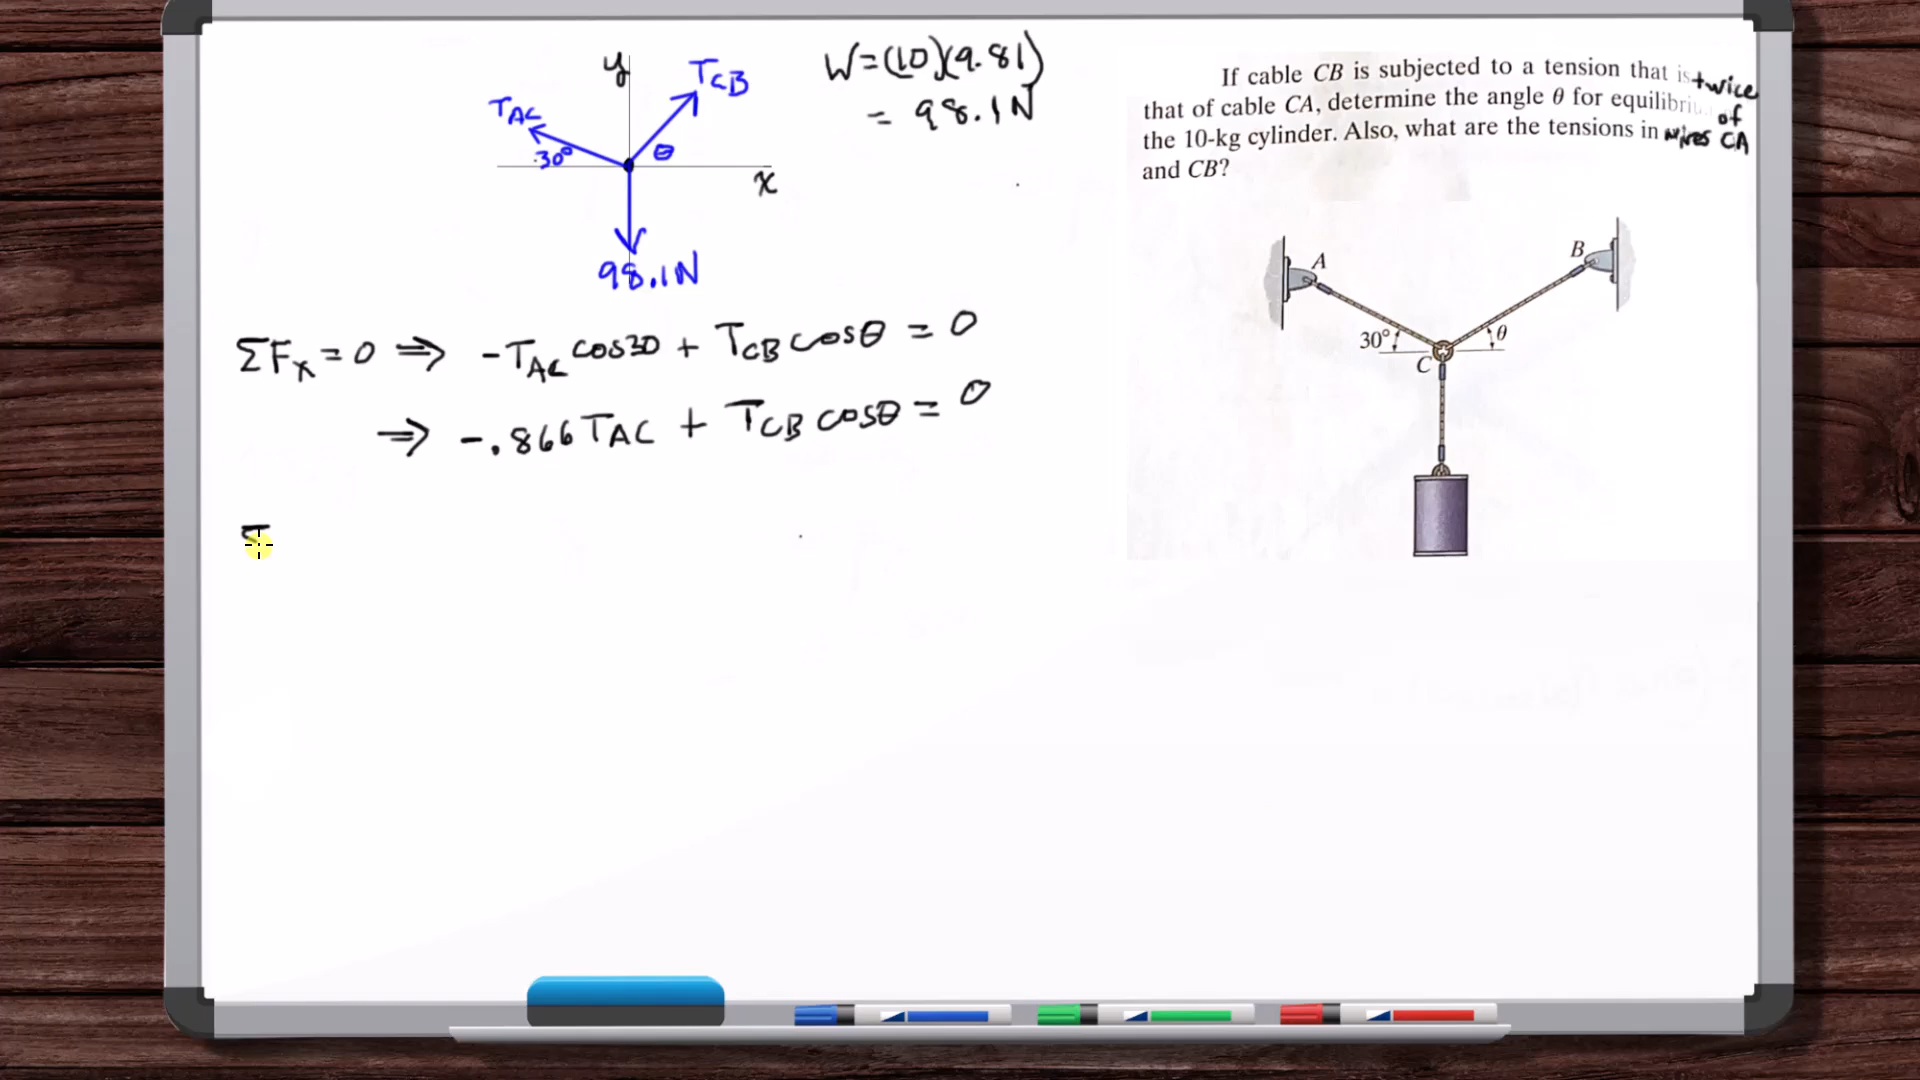 y
T_CB
T_AC
30°
θ
x
98.1N
W=(10)(9.81)
= 98.1N
ΣF_x = 0 ⇒ -T_AC cos30 + T_CB cosθ = 0
⇒ -.866 T_AC + T_CB cosθ = 0
If cable CB is subjected to a tension that is twice
that of cable CA, determine the angle θ for equilibriu of
the 10-kg cylinder. Also, what are the tensions in wires CA
and CB?
A
B
30°
θ
C